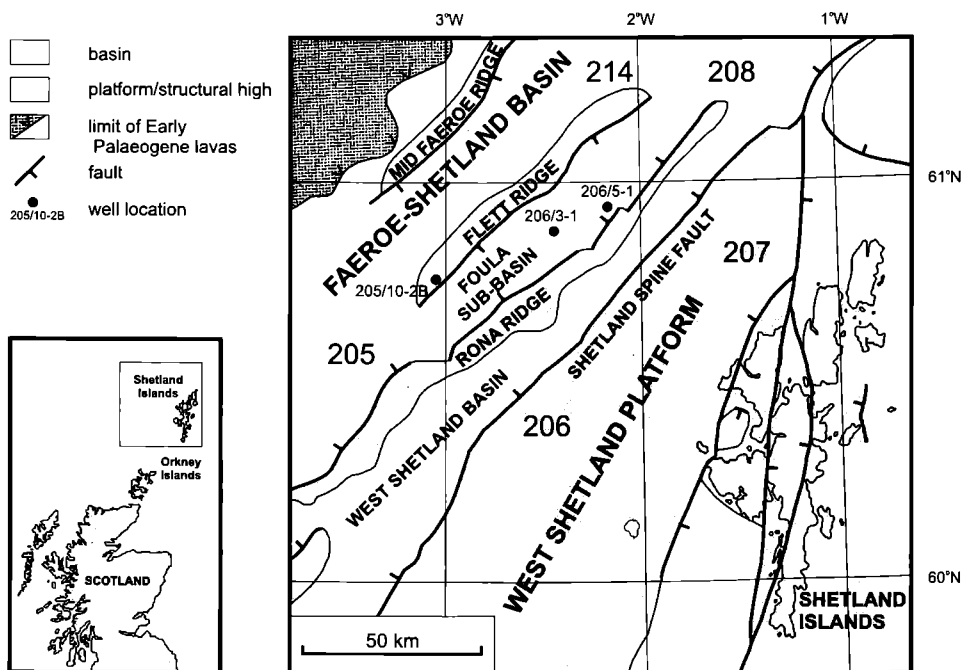 3°W
2°W
1°W
basin
platform/structural high
limit of Early
Palaeogene lavas
fault
205/10-2B
well location
MID FAEROE RIDGE
FAEROE-SHETLAND BASIN
214
208
61°N
FLETT RIDGE
206/5-1
206/3-1
207
205/10-2B
FOULA
SUB-BASIN
205
RONA RIDGE
SHETLAND SPINE FAULT
WEST SHETLAND BASIN
206
WEST SHETLAND PLATFORM
60°N
SHETLAND
ISLANDS
50 km
Shetland
Islands
Orkney
Islands
SCOTLAND